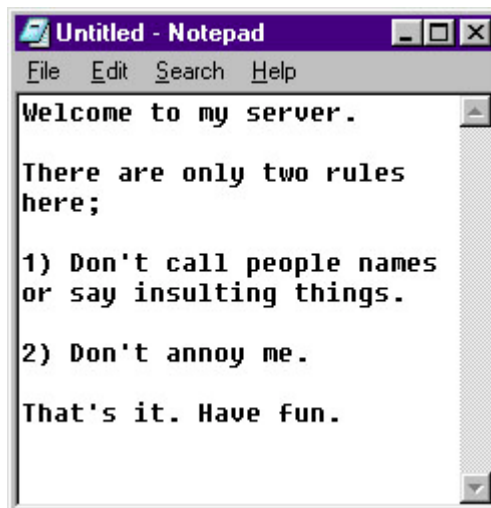 Untitled - Notepad
File Edit Search Help
Welcome to my server.
There are only two rules
here;
1) Don't call people names
or say insulting things.
2) Don't annoy me.
That's it. Have fun.